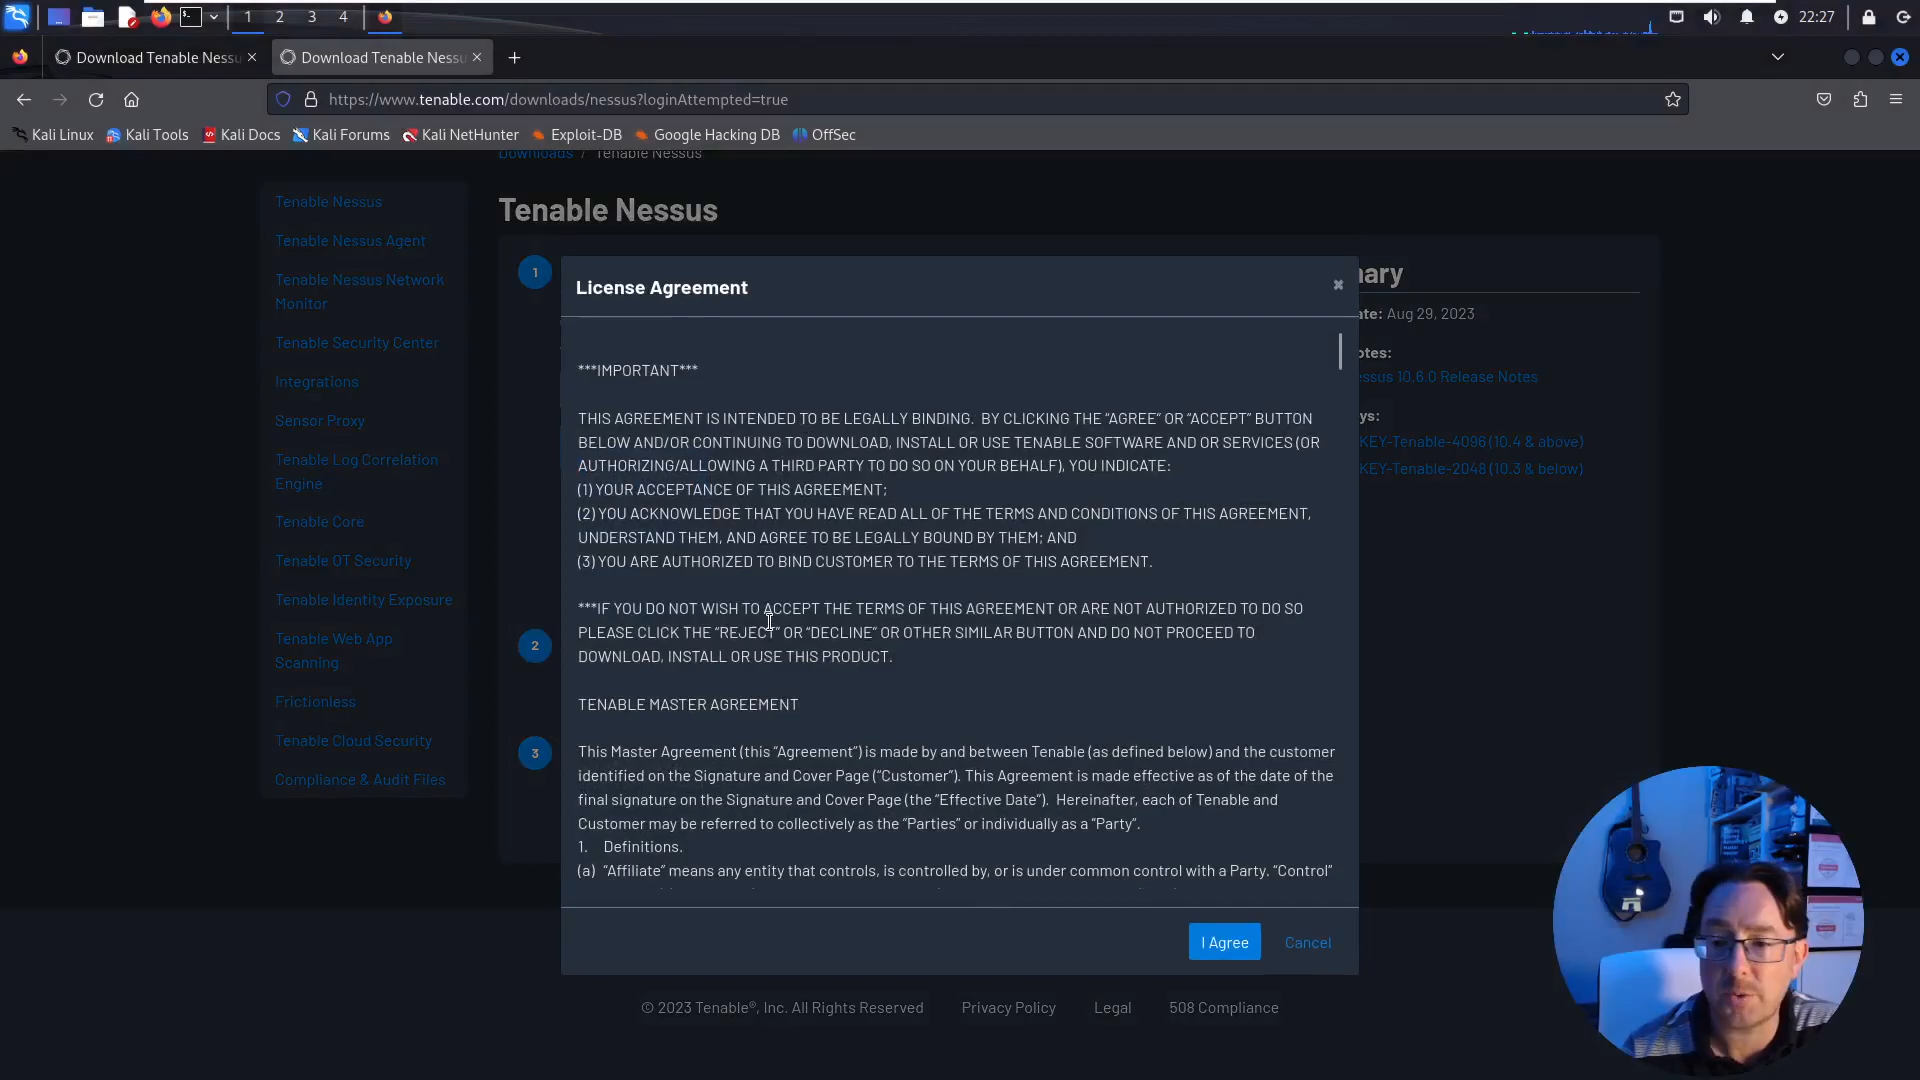 1 2 3 4
22:27
Download Tenable Nessu
Download Tenable Nessu
https://www.tenable.com/downloads/nessus?loginAttempted=true
Kali Linux Kali Tools Kali Docs Kali Forums Kali NetHunter Exploit-DB Google Hacking DB OffSec
Downloads / Tenable Nessus
Tenable Nessus
Tenable Nessus Agent
Tenable Nessus Network
Monitor
Tenable Security Center
Integrations
Sensor Proxy
Tenable Log Correlation
Engine
Tenable Core
Tenable OT Security
Tenable Identity Exposure
Tenable Web App
Scanning
Frictionless
Tenable Cloud Security
Compliance & Audit Files
Tenable Nessus
1
2
3
License Agreement
***IMPORTANT***
THIS AGREEMENT IS INTENDED TO BE LEGALLY BINDING. BY CLICKING THE “AGREE” OR “ACCEPT” BUTTON
BELOW AND/OR CONTINUING TO DOWNLOAD, INSTALL OR USE TENABLE SOFTWARE AND OR SERVICES (OR
AUTHORIZING/ALLOWING A THIRD PARTY TO DO SO ON YOUR BEHALF), YOU INDICATE:
(1) YOUR ACCEPTANCE OF THIS AGREEMENT;
(2) YOU ACKNOWLEDGE THAT YOU HAVE READ ALL OF THE TERMS AND CONDITIONS OF THIS AGREEMENT,
UNDERSTAND THEM, AND AGREE TO BE LEGALLY BOUND BY THEM; AND
(3) YOU ARE AUTHORIZED TO BIND CUSTOMER TO THE TERMS OF THIS AGREEMENT.
***IF YOU DO NOT WISH TO ACCEPT THE TERMS OF THIS AGREEMENT OR ARE NOT AUTHORIZED TO DO SO
PLEASE CLICK THE “REJECT” OR “DECLINE” OR OTHER SIMILAR BUTTON AND DO NOT PROCEED TO
DOWNLOAD, INSTALL OR USE THIS PRODUCT.
TENABLE MASTER AGREEMENT
This Master Agreement (this “Agreement”) is made by and between Tenable (as defined below) and the customer
identified on the Signature and Cover Page (“Customer”). This Agreement is made effective as of the date of the
final signature on the Signature and Cover Page (the “Effective Date”). Hereinafter, each of Tenable and
Customer may be referred to collectively as the “Parties” or individually as a “Party”.
1. Definitions.
(a) “Affiliate” means any entity that controls, is controlled by, or is under common control with a Party. “Control”
I Agree
Cancel
nary
ate: Aug 29, 2023
otes:
essus 10.6.0 Release Notes
ys:
KEY-Tenable-4096 (10.4 & above)
KEY-Tenable-2048 (10.3 & below)
© 2023 Tenable®, Inc. All Rights Reserved Privacy Policy Legal 508 Compliance